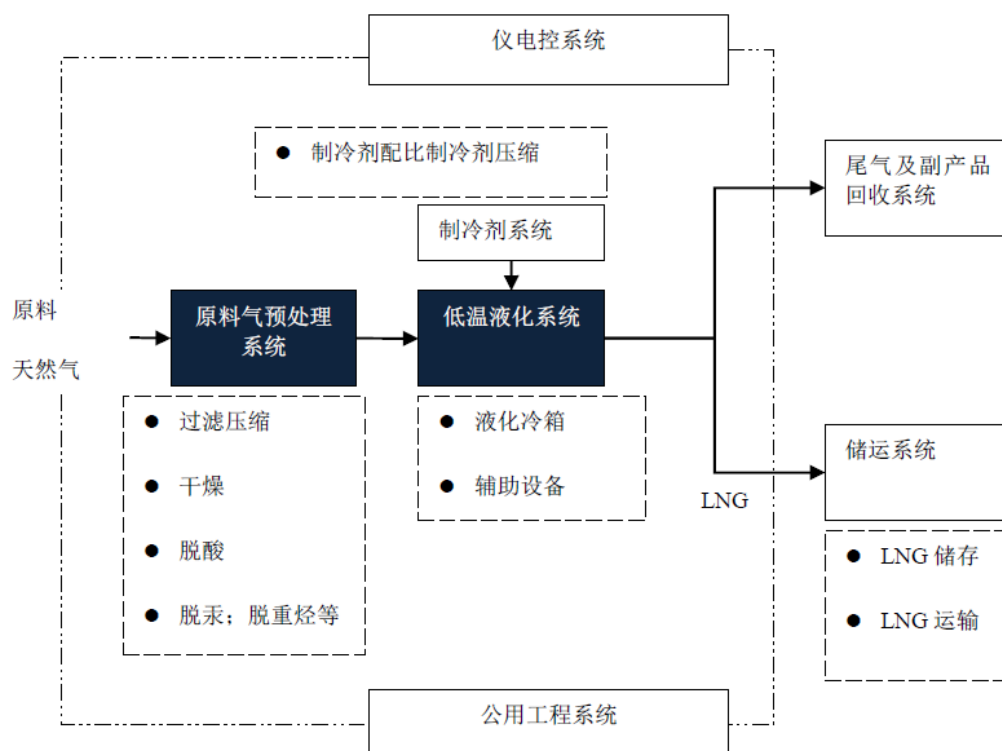 仪电控系统
● 制冷剂配比制冷剂压缩
制冷剂系统
尾气及副产品
回收系统
原料
天然气
原料气预处理
系统
低温液化系统
● 过滤压缩
● 干燥
● 脱酸
● 脱汞；脱重烃等
● 液化冷箱
● 辅助设备
LNG
储运系统
● LNG 储存
● LNG 运输
公用工程系统